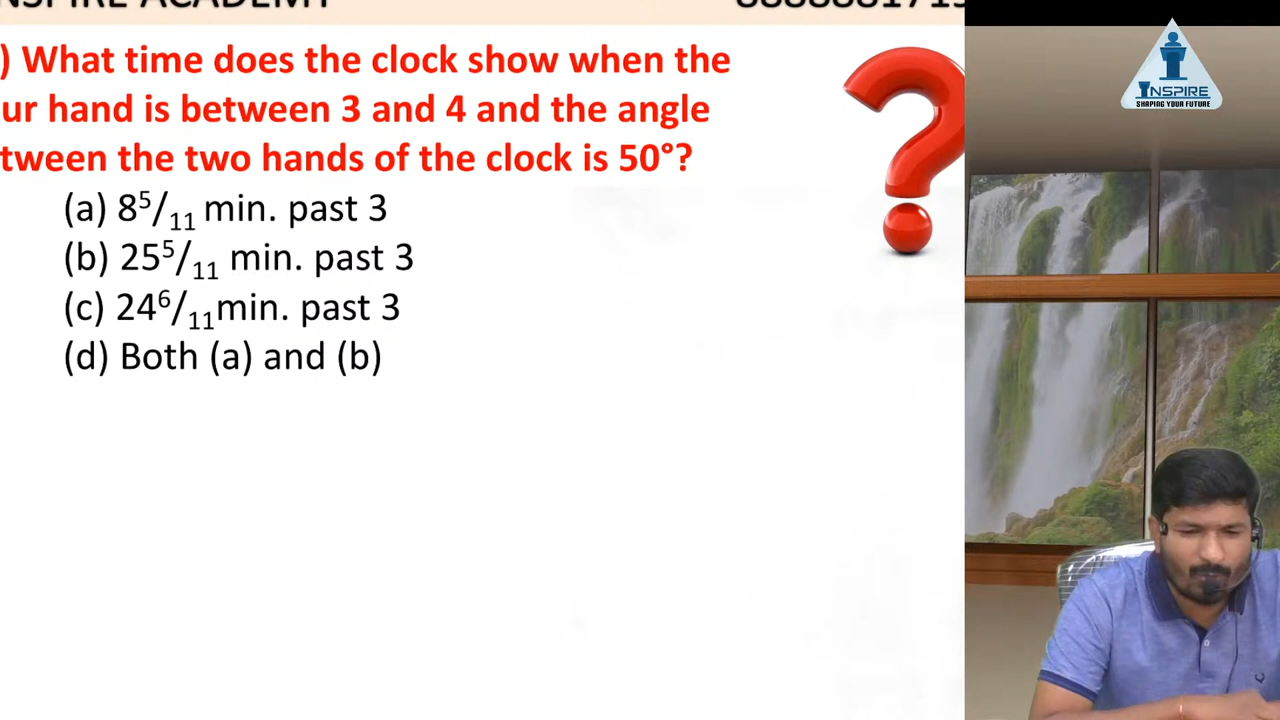 NSPIRE ACADEMY
) What time does the clock show when the
ur hand is between 3 and 4 and the angle
tween the two hands of the clock is 50°?
(a) 8⁵/₁₁ min. past 3
(b) 25⁵/₁₁ min. past 3
(c) 24⁶/₁₁min. past 3
(d) Both (a) and (b)
INSPIRE
SHAPING YOUR FUTURE